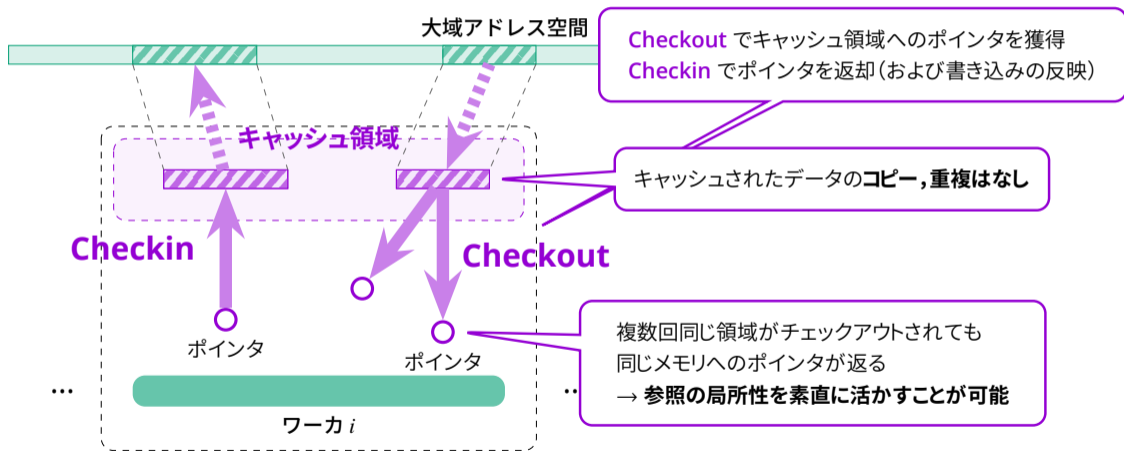 大域アドレス空間
Checkout でキャッシュ領域へのポインタを獲得
Checkin でポインタを返却（および書き込みの反映）
キャッシュ領域
キャッシュされたデータのコピー，重複はなし
Checkin
Checkout
ポインタ
ポインタ
複数回同じ領域がチェックアウトされても
同じメモリへのポインタが返る
→ 参照の局所性を素直に活かすことが可能
...
...
ワーカ i